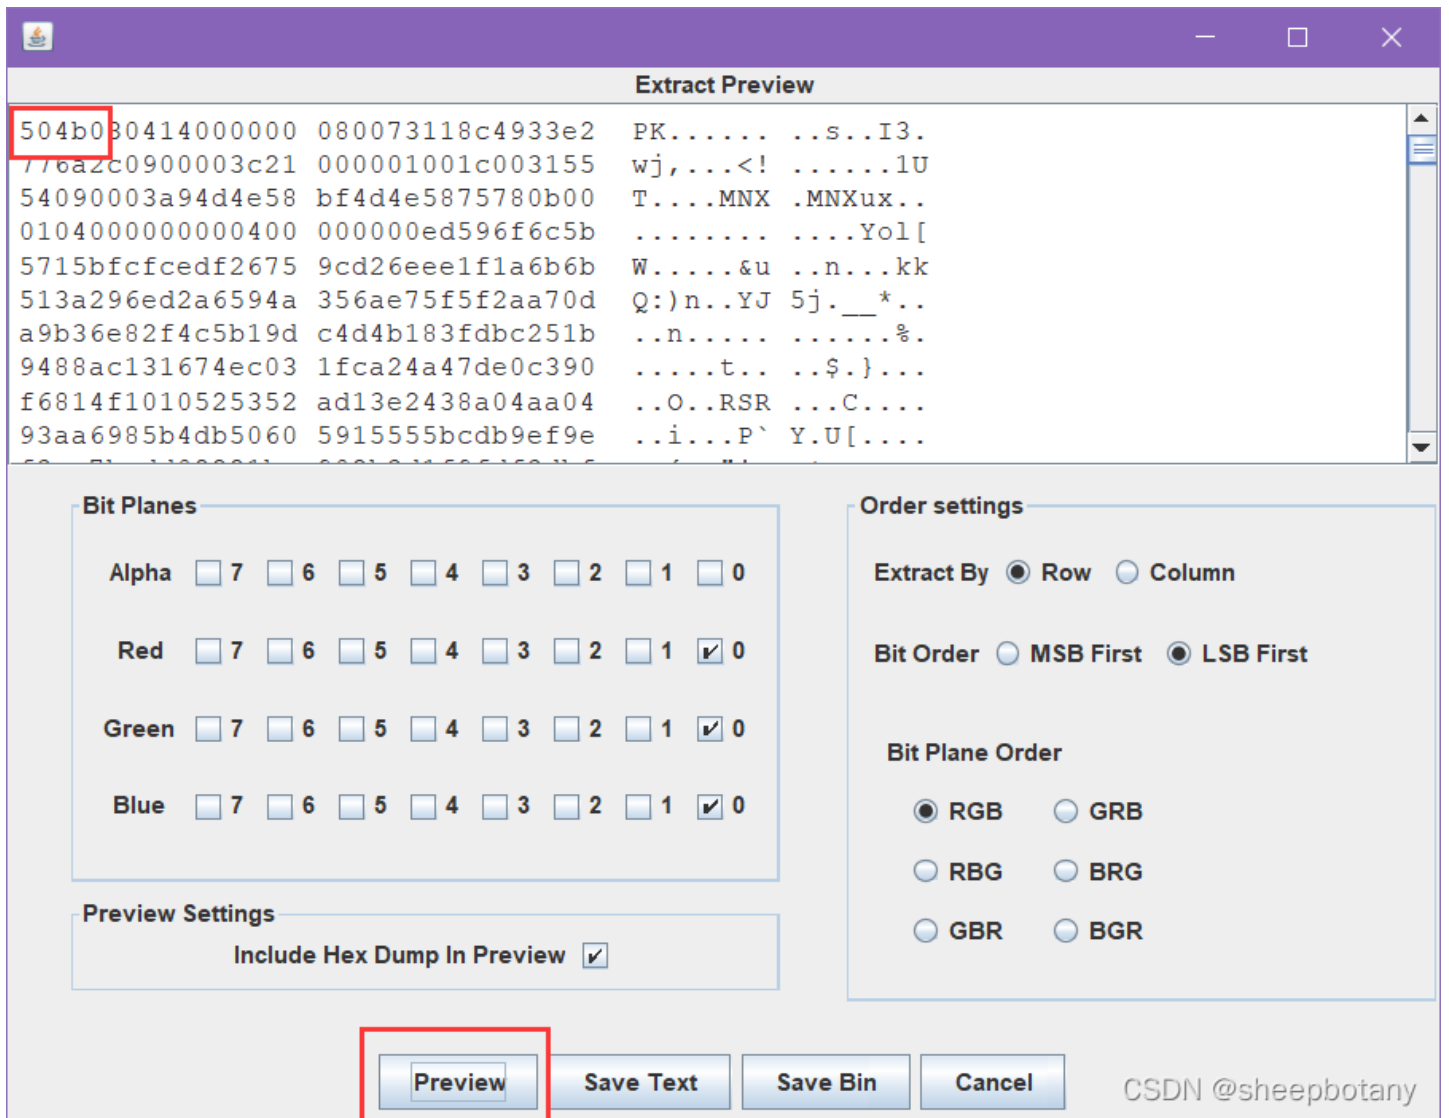 Extract Preview
504b030414000000 080073118c4933e2 PK...... ..s..I3.
776a2c0900003c21 000001001c003155 wj,...<! ......1U
54090003a94d4e58 bf4d4e5875780b00 T....MNX .MNXux..
0104000000000400 000000ed596f6c5b ........ ....Yol[
5715bfcfcedf2675 9cd26eee1f1a6b6b W.....&u ..n...kk
513a296ed2a6594a 356ae75f5f2aa70d Q:)n..YJ 5j.__*..
a9b36e82f4c5b19d c4d4b183fdbc251b ..n..... ......%.
9488ac131674ec03 1fca24a47de0c390 .....t.. ..$.}...
f6814f1010525352 ad13e2438a04aa04 ..O..RSR ...C....
93aa6985b4db5060 5915555bcdb9ef9e ..i...P` Y.U[....
Bit Planes
Alpha 7 6 5 4 3 2 1 0
Red 7 6 5 4 3 2 1 0
Green 7 6 5 4 3 2 1 0
Blue 7 6 5 4 3 2 1 0
Preview Settings
Include Hex Dump In Preview
Order settings
Extract By Row Column
Bit Order MSB First LSB First
Bit Plane Order
RGB GRB
RBG BRG
GBR BGR
Preview Save Text Save Bin Cancel
CSDN @sheepbotany